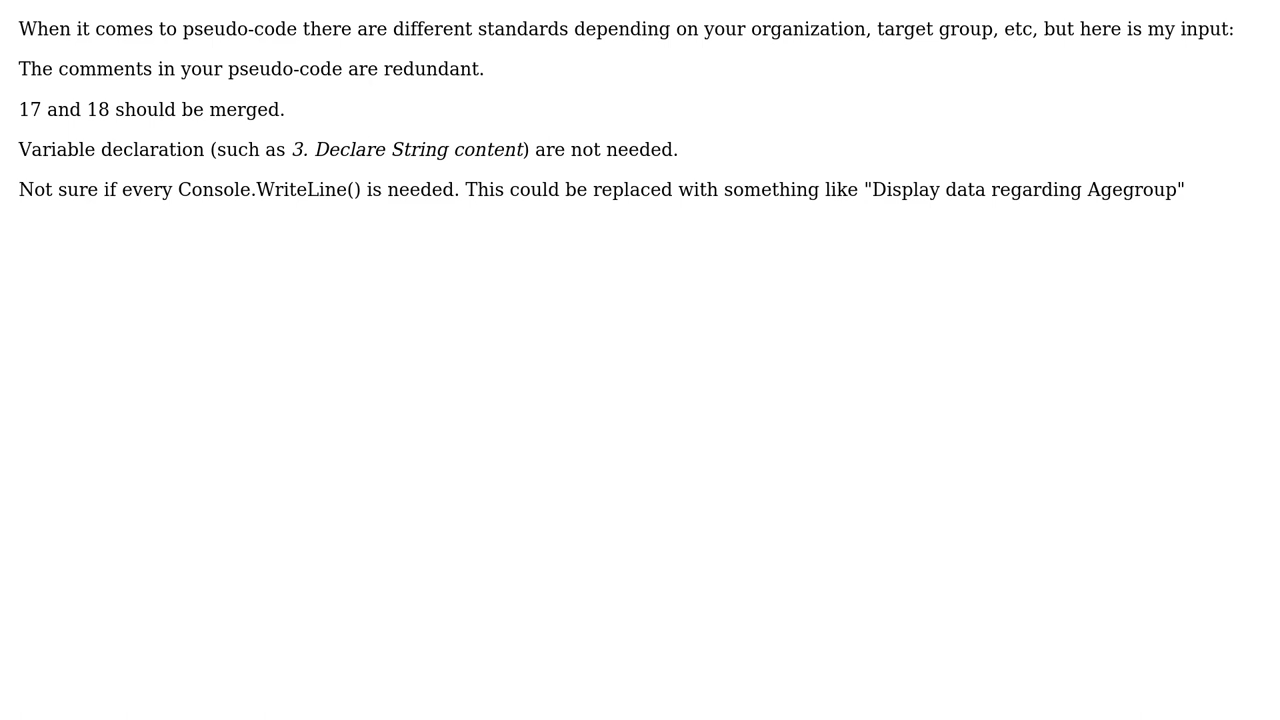 When it comes to pseudo-code there are different standards depending on your organization, target group, etc, but here is my input:
The comments in your pseudo-code are redundant.
17 and 18 should be merged.
Variable declaration (such as 3. Declare String content) are not needed.
Not sure if every Console.WriteLine() is needed. This could be replaced with something like "Display data regarding Agegroup"